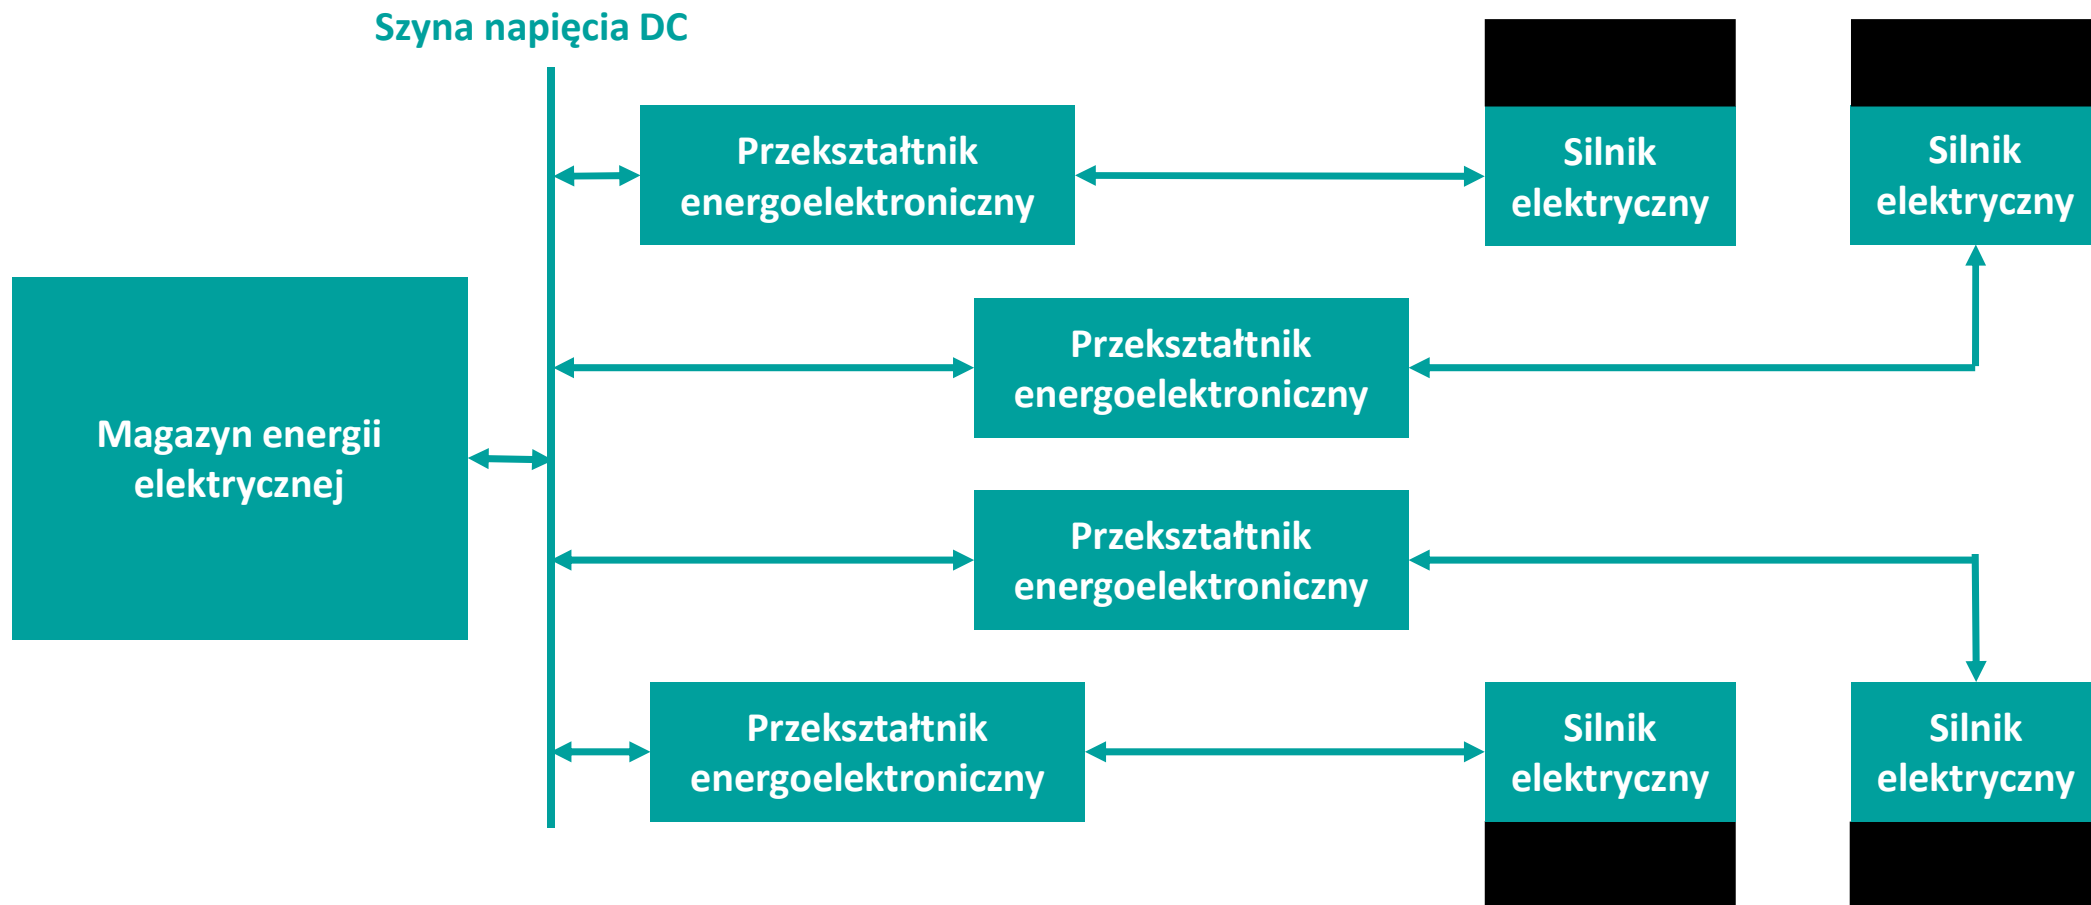 Szyna napięcia DC
Przekształtnik
energoelektroniczny
Silnik
elektryczny
Silnik
elektryczny
Przekształtnik
energoelektroniczny
Magazyn energii
elektrycznej
Przekształtnik
energoelektroniczny
Przekształtnik
energoelektroniczny
Silnik
elektryczny
Silnik
elektryczny